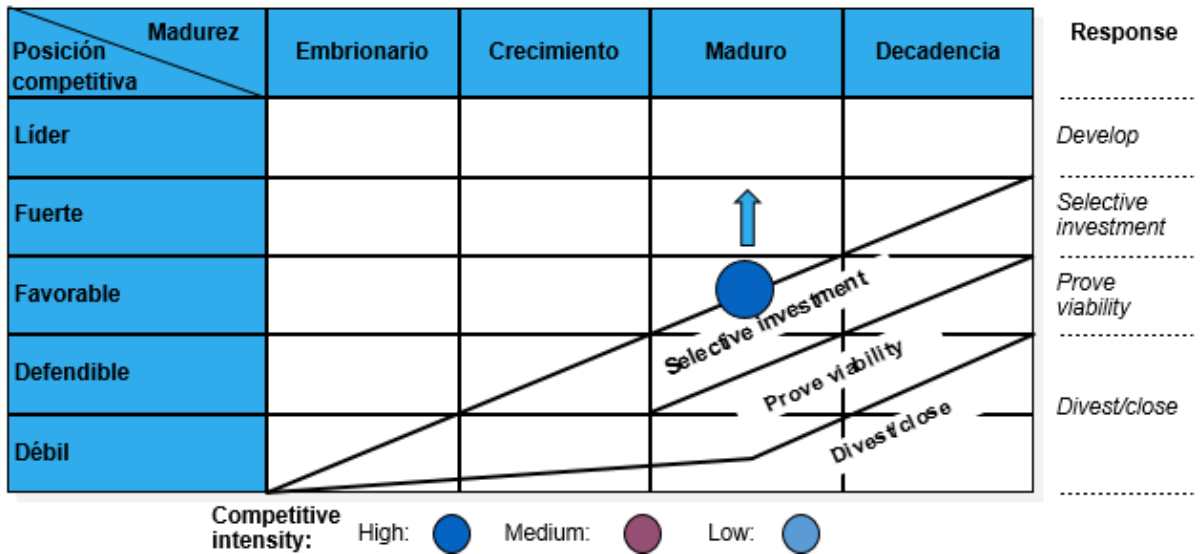 Madurez
Posición
competitiva
Embrionario
Crecimiento
Maduro
Decadencia
Response
Líder
Develop
Fuerte
Selective
investment
Favorable
Prove
viability
Selective investment
Defendible
Prove viability
Divest/close
Divest/close
Débil
Competitive
intensity:
High:
Medium:
Low: